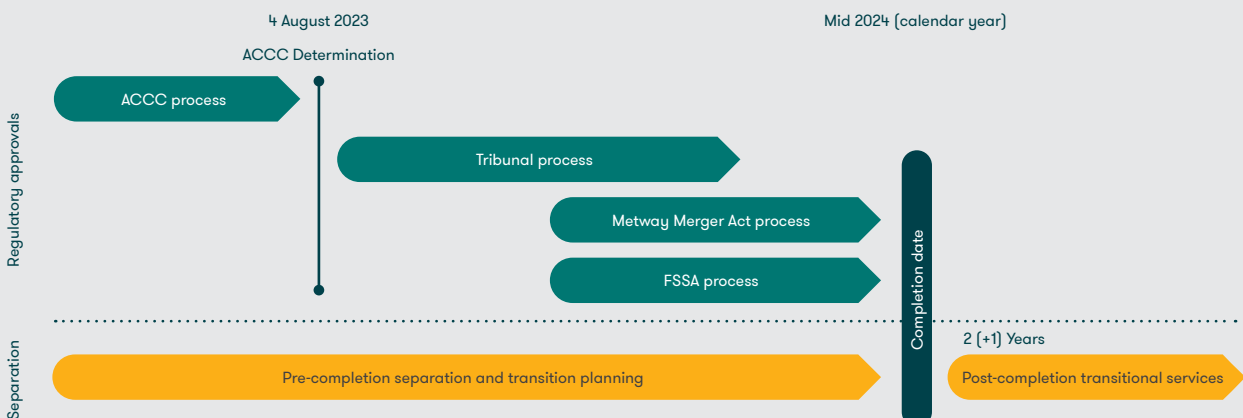 4 August 2023
Mid 2024 (calendar year)
ACCC Determination
Regulatory approvals
ACCC process
Tribunal process
Metway Merger Act process
FSSA process
Completion date
Separation
2 (+1) Years
Pre-completion separation and transition planning
Post-completion transitional services